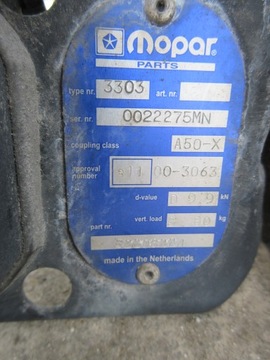 Mopar
PARTS
type nr. 3303 art. nr.
ser. nr. 0022275MN
coupling class A50-X
approval number 00-3063
d-value kN
vert. load kg
part nr.
made in the Netherlands